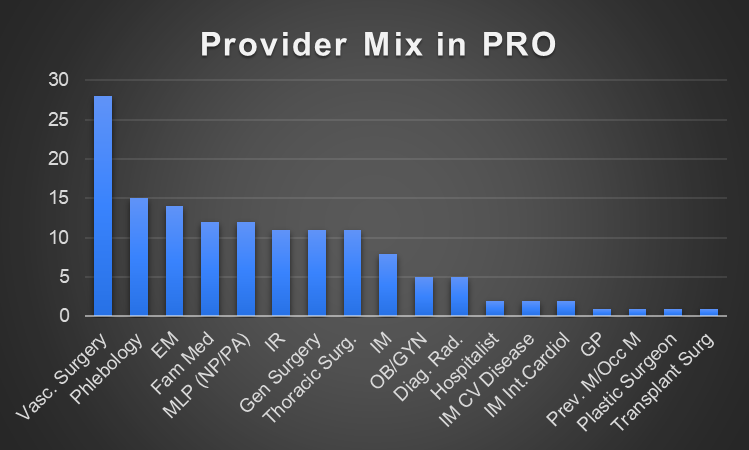 Provider Mix in PRO
30
25
20
15
10
5
0
Vasc. Surgery
Phlebology
EM
Fam Med
MLP (NP/PA)
IR
Gen Surgery
Thoracic Surg.
IM
OB/GYN
Diag. Rad.
Hospitalist
IM CV Disease
IM Int.Cardiol
GP
Prev. M/Occ M
Plastic Surgeon
Transplant Surg